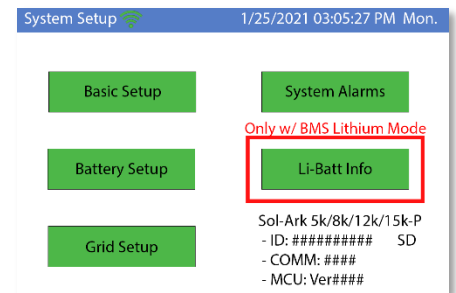 System Setup 1/25/2021 03:05:27 PM Mon.
Basic Setup System Alarms
Only w/ BMS Lithium Mode
Battery Setup Li-Batt Info
Sol-Ark 5k/8k/12k/15k-P
Grid Setup - ID: ########## SD
- COMM: ####
- MCU: Ver####